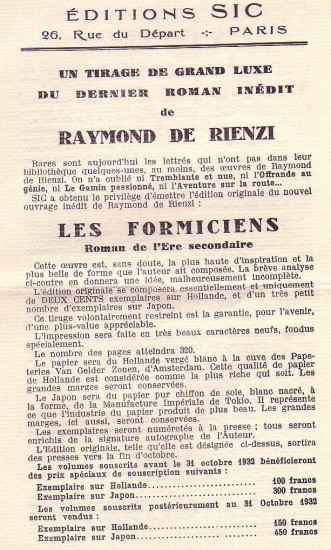 ÉDITIONS SIC
26, Rue du Départ -:- PARIS
UN TIRAGE DE GRAND LUXE
DU DERNIER ROMAN INÉDIT
de
RAYMOND DE RIENZI
Rares sont aujourd'hui les lettrés qui n'ont pas dans leur
bibliothèque quelques-unes, au moins, des œuvres de Raymond
de Rienzi. On n'a oublié ni Tremblante et nue, ni l'Offrande au
génie, ni Le Gamin passionné, ni l'Aventure sur la route...
SIC a obtenu le privilège d'émettre l'édition originale du nouvel
ouvrage inédit de Raymond de Rienzi :
LES FORMICIENS
Roman de l'Ere secondaire
Cette œuvre est, sans doute, la plus haute d'inspiration et la
plus belle de forme que l'auteur ait composée. La brève analyse
ci-contre en donnera une idée, malheureusement incomplète.
L'édition originale se composera essentiellement et uniquement
de DEUX CENTS exemplaires sur Hollande, et d'un très petit
nombre d'exemplaires sur Japon.
Ce tirage volontairement restreint est la garantie, pour l'avenir,
d'une plus-value appréciable.
L'impression sera faite en très beaux caractères neufs, fondus
spécialement.
Le nombre des pages atteindra 320.
Le papier sera du Hollande vergé blanc à la cuve des Pape-
teries Van Gelder Zonen, d'Amsterdam. Cette qualité de papier
de Hollande est considérée comme la plus riche qui soit. Les
grandes marges seront conservées.
Le Japon sera du papier pur chiffon de soie, blanc nacré, à
la forme, de la Manufacture Impériale de Tokio. Il représente
ce que l'industrie du papier produit de plus beau. Les grandes
marges, ici aussi, seront conservées.
Les exemplaires seront numérotés à la presse ; tous seront
enrichis de la signature autographe de l'Auteur.
L'Edition originale, telle qu'elle est désignée ci-dessus, sortira
des presses vers la fin d'octobre.
Les volumes souscrits avant le 31 octobre 1932 bénéficieront
des prix spéciaux de souscription suivants :
Exemplaire sur Hollande.............................. 100 francs
Exemplaire sur Japon................................. 300 francs
Les volumes souscrits postérieurement au 31 Octobre 1932
seront vendus :
Exemplaire sur Hollande.............................. 150 francs
Exemplaire sur Japon ................................ 450 francs